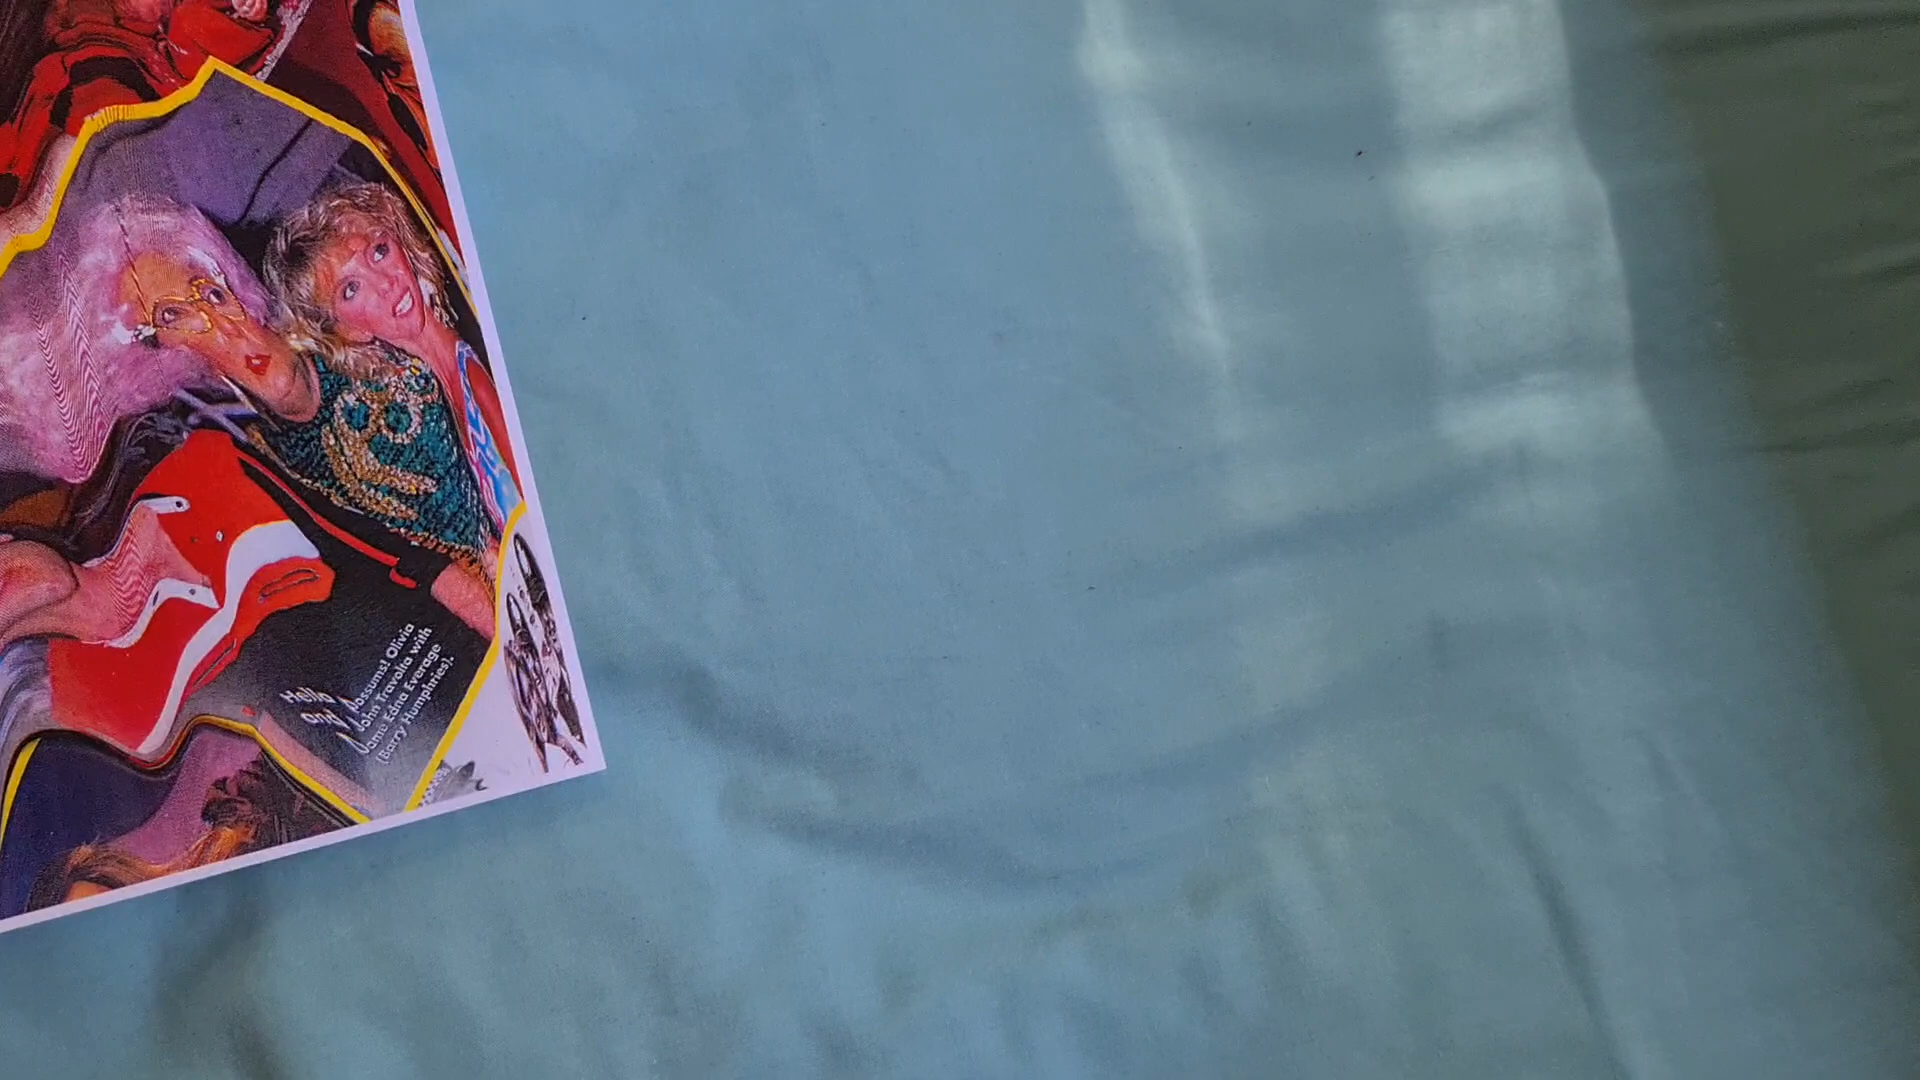 Hello Possums! Olivia
and John Travolta with
Dame Edna Everage
(Barry Humphries).